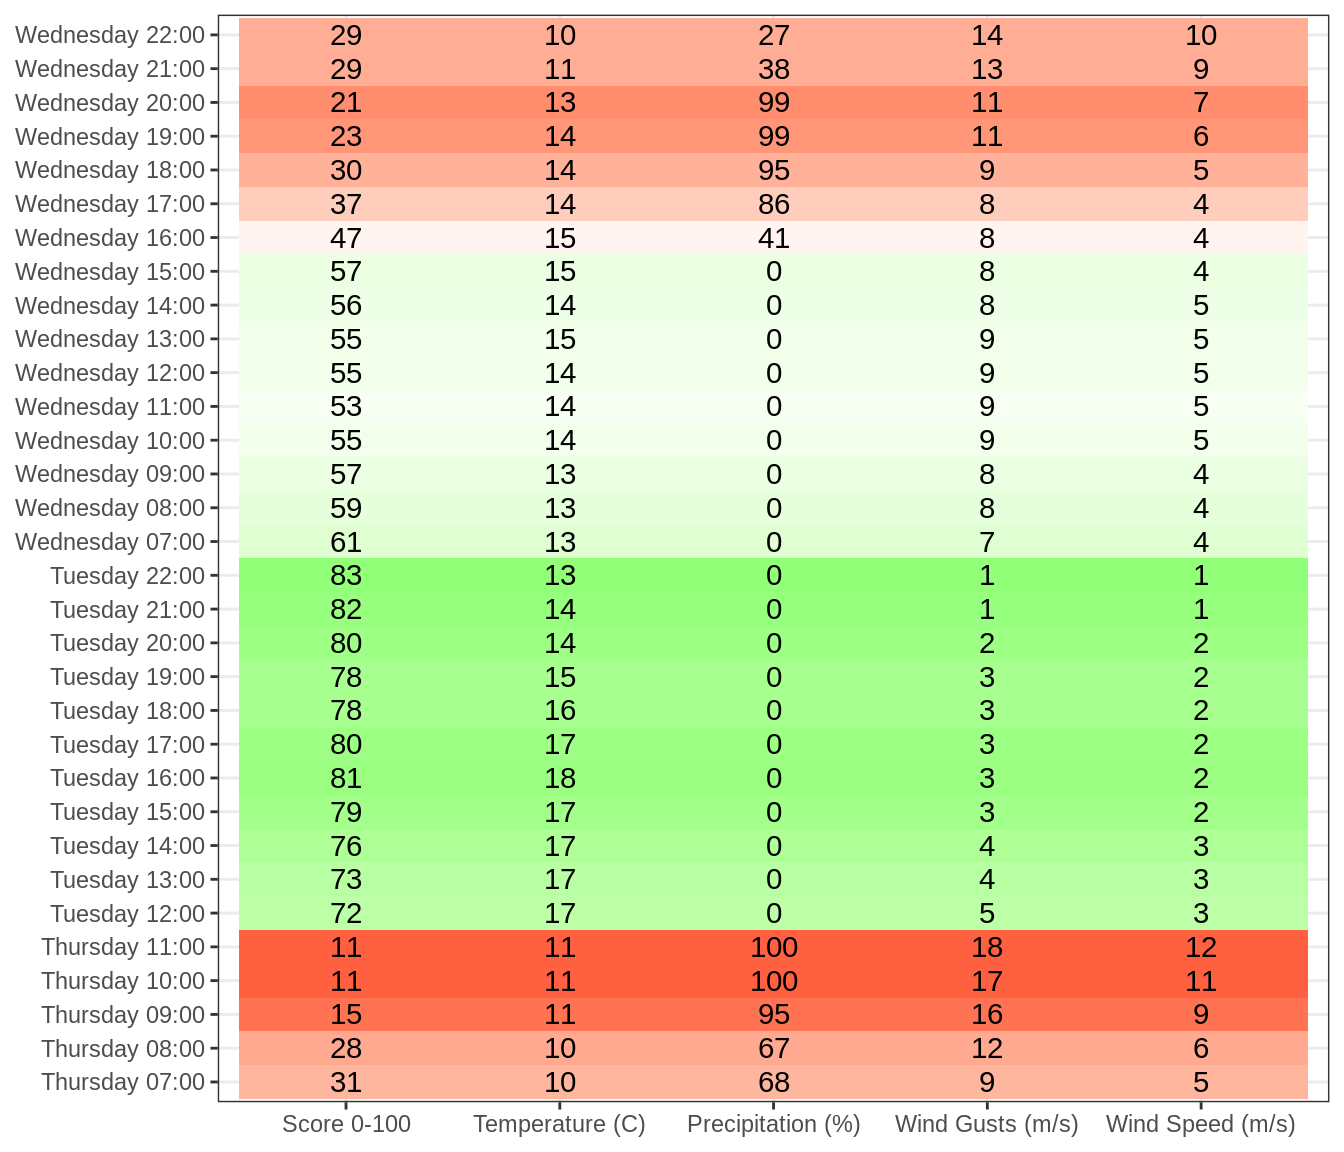 Wednesday 22:00 29 10 27 14 10
Wednesday 21:00 29 11 38 13 9
Wednesday 20:00 21 13 99 11 7
Wednesday 19:00 23 14 99 11 6
Wednesday 18:00 30 14 95 9 5
Wednesday 17:00 37 14 86 8 4
Wednesday 16:00 47 15 41 8 4
Wednesday 15:00 57 15 0 8 4
Wednesday 14:00 56 14 0 8 5
Wednesday 13:00 55 15 0 9 5
Wednesday 12:00 55 14 0 9 5
Wednesday 11:00 53 14 0 9 5
Wednesday 10:00 55 14 0 9 5
Wednesday 09:00 57 13 0 8 4
Wednesday 08:00 59 13 0 8 4
Wednesday 07:00 61 13 0 7 4
Tuesday 22:00 83 13 0 1 1
Tuesday 21:00 82 14 0 1 1
Tuesday 20:00 80 14 0 2 2
Tuesday 19:00 78 15 0 3 2
Tuesday 18:00 78 16 0 3 2
Tuesday 17:00 80 17 0 3 2
Tuesday 16:00 81 18 0 3 2
Tuesday 15:00 79 17 0 3 2
Tuesday 14:00 76 17 0 4 3
Tuesday 13:00 73 17 0 4 3
Tuesday 12:00 72 17 0 5 3
Thursday 11:00 11 11 100 18 12
Thursday 10:00 11 11 100 17 11
Thursday 09:00 15 11 95 16 9
Thursday 08:00 28 10 67 12 6
Thursday 07:00 31 10 68 9 5
Score 0-100 Temperature (C) Precipitation (%) Wind Gusts (m/s) Wind Speed (m/s)